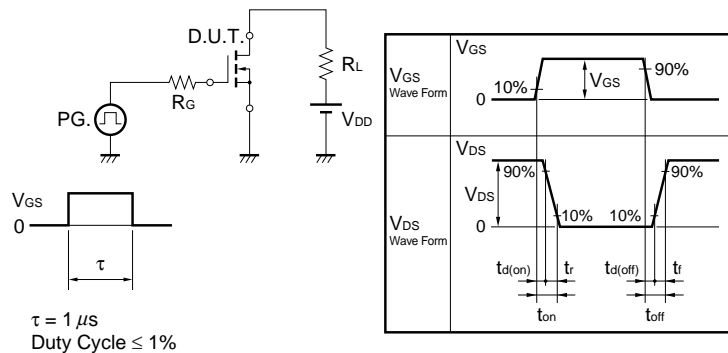 D.U.T.
RL
RG
PG.
VDD
VGS
0
τ
τ = 1 μs
Duty Cycle ≤ 1%
VGS
Wave Form
VGS
10%
0
VGS
90%
VDS
Wave Form
VDS
90%
VDS
10%
0
10%
90%
td(on)
tr
td(off)
tf
ton
toff